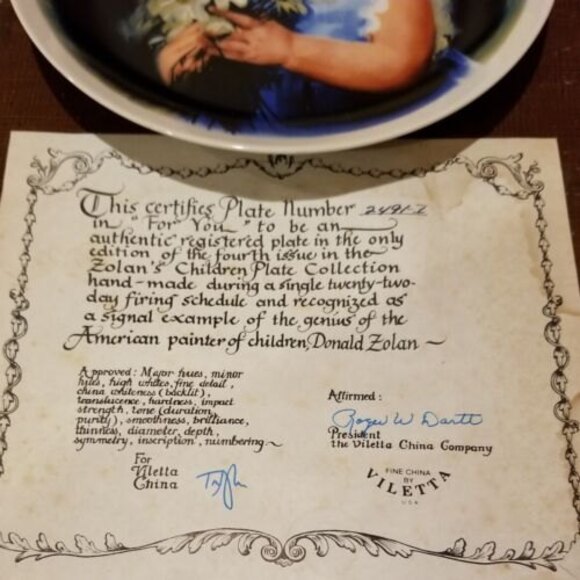 This certifies Plate Number 2491-Z
in "For You" to be an
authentic registered plate in the only
edition of the fourth issue in the
Zolan's Children Plate Collection
hand-made during a single twenty-two-
day firing schedule and recognized as
a signal example of the genius of the
American painter of children, Donald Zolan ~
Approved: Major hues, minor
hues, high whites, fine detail,
china whiteness (backlit),
translucence, hardness, impact
strength, tone (duration,
purity), smoothness, brilliance,
thinness, diameter, depth,
symmetry, inscription, numbering ~
For
Viletta
China
Affirmed:
Roger W Dartt
President
the Viletta China Company
FINE CHINA
BY
VILETTA
USA